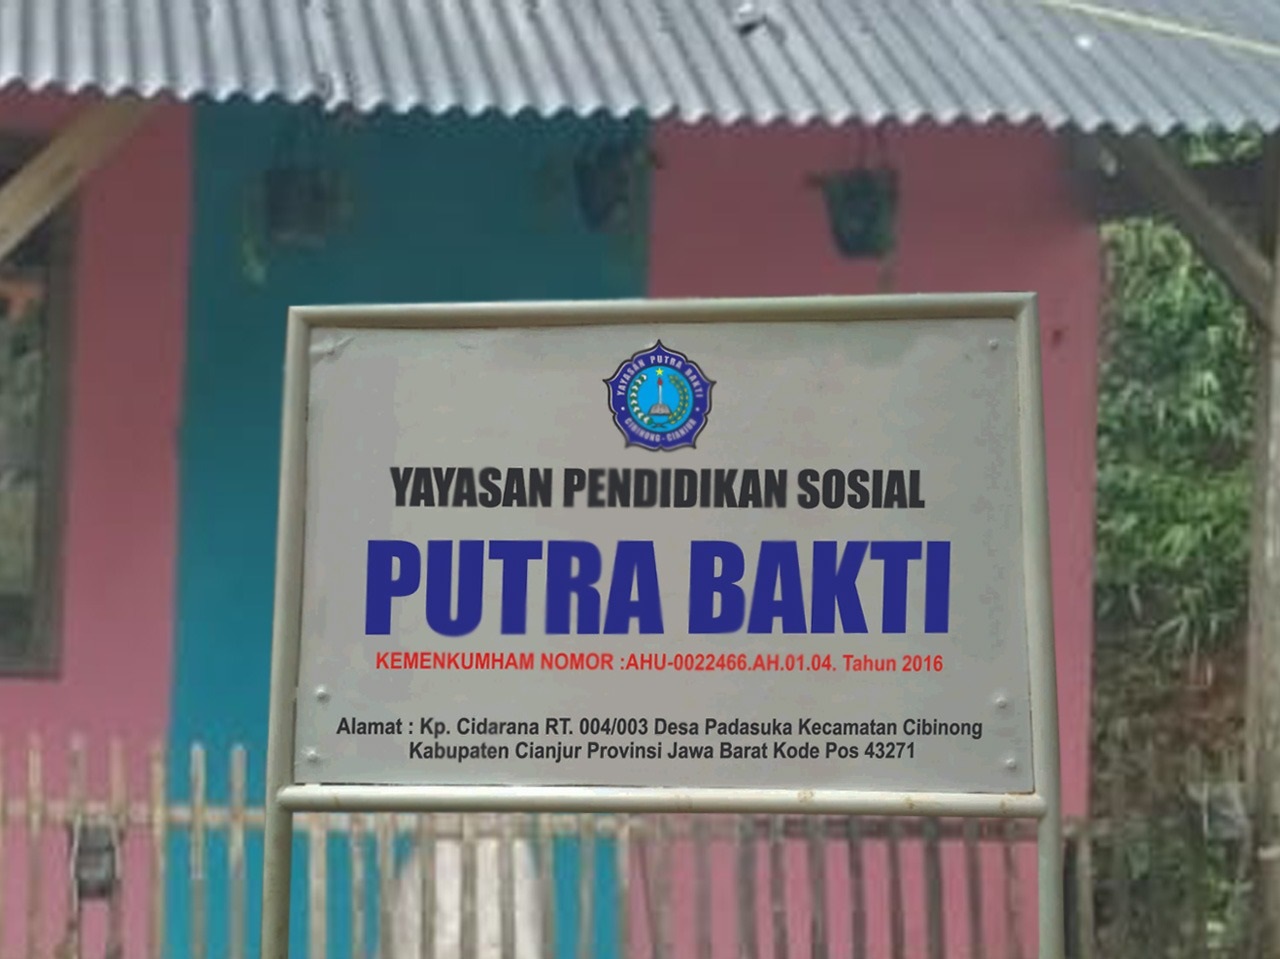 YAYASAN PUTRA BAKTI
CIBINONG - CIANJUR
YAYASAN PENDIDIKAN SOSIAL
PUTRA BAKTI
KEMENKUMHAM NOMOR :AHU-0022466.AH.01.04. Tahun 2016
Alamat : Kp. Cidarana RT. 004/003 Desa Padasuka Kecamatan Cibinong
Kabupaten Cianjur Provinsi Jawa Barat Kode Pos 43271